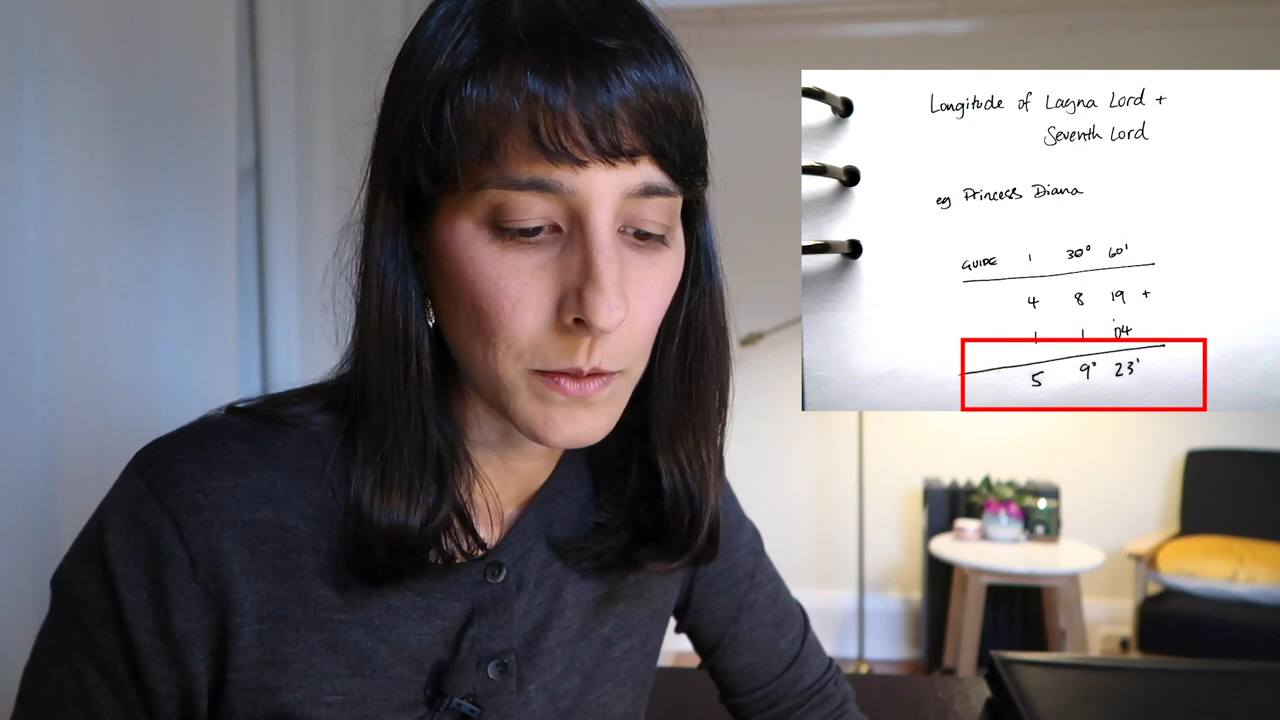 Longitude of Lagna Lord +
Seventh Lord
eg Princess Diana
GUIDE 1 30° 60'
4 8 19 +
1 1 04
5 9° 23'